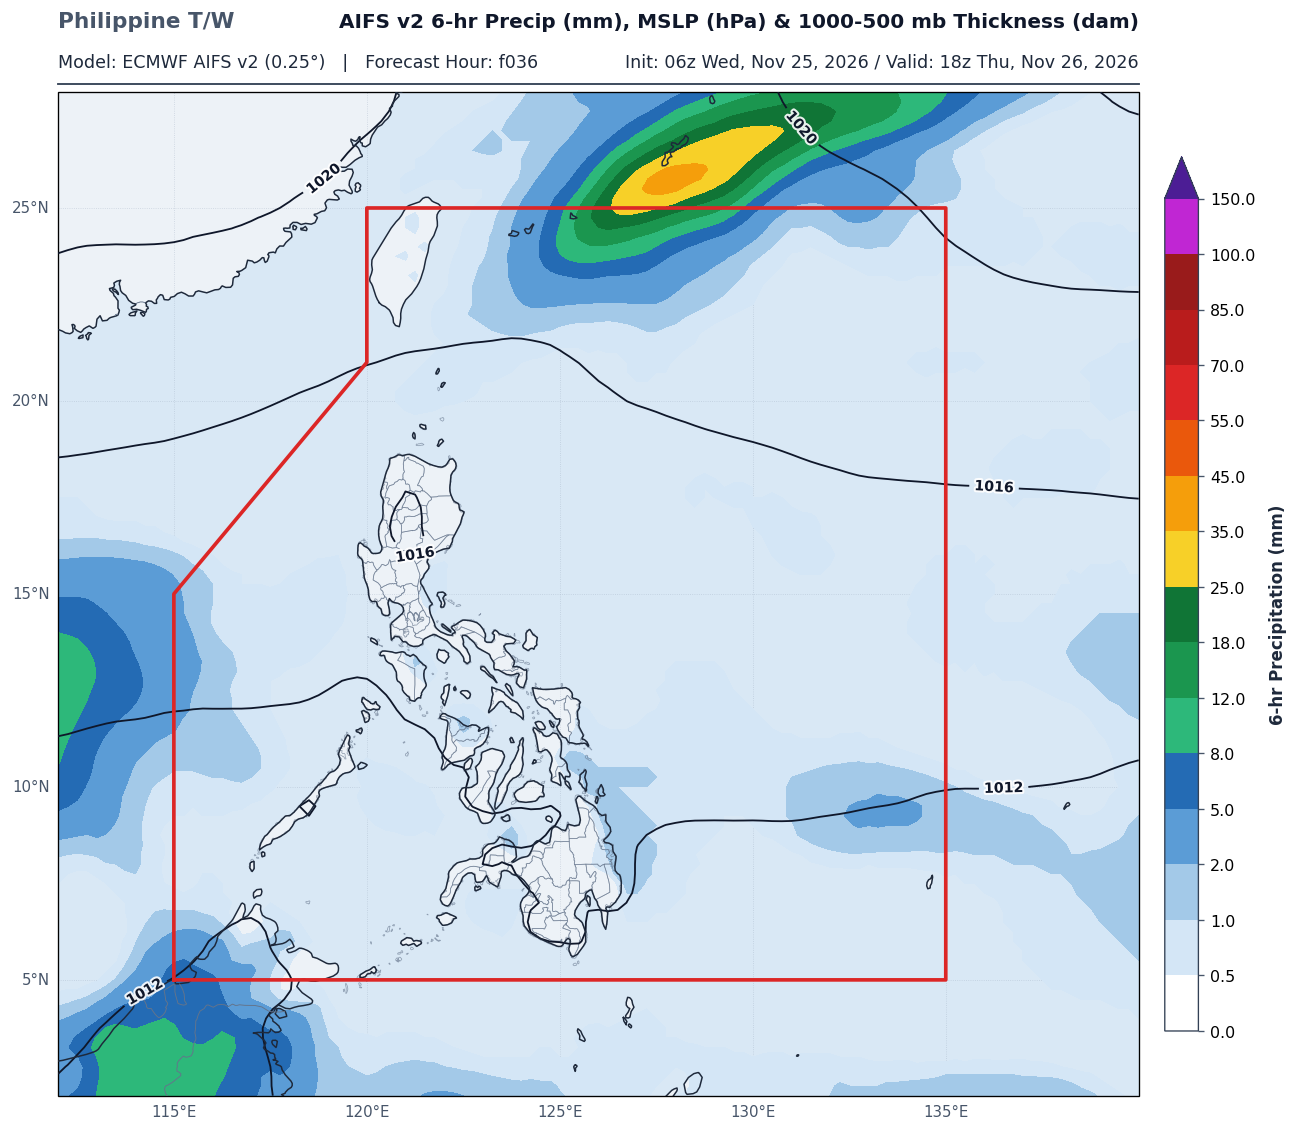 Philippine T/W
AIFS v2 6-hr Precip (mm), MSLP (hPa) & 1000-500 mb Thickness (dam)
Model: ECMWF AIFS v2 (0.25°) | Forecast Hour: f036
Init: 06z Wed, Nov 25, 2026 / Valid: 18z Thu, Nov 26, 2026
1020
1020
25°N
20°N
1016
1016
15°N
10°N
1012
5°N
1012
115°E
120°E
125°E
130°E
135°E
150.0
100.0
85.0
70.0
55.0
45.0
35.0
25.0
18.0
12.0
8.0
5.0
2.0
1.0
0.5
0.0
6-hr Precipitation (mm)